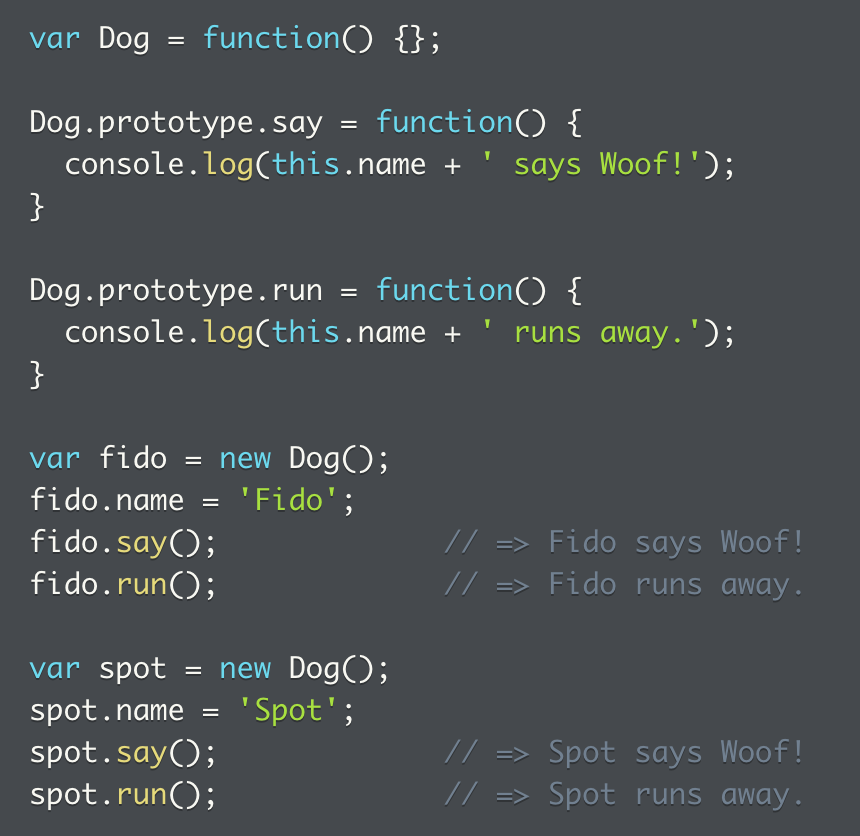 var Dog = function() {};

Dog.prototype.say = function() {
  console.log(this.name + ' says Woof!');
}

Dog.prototype.run = function() {
  console.log(this.name + ' runs away.');
}

var fido = new Dog();
fido.name = 'Fido';
fido.say();             // => Fido says Woof!
fido.run();             // => Fido runs away.

var spot = new Dog();
spot.name = 'Spot';
spot.say();             // => Spot says Woof!
spot.run();             // => Spot runs away.